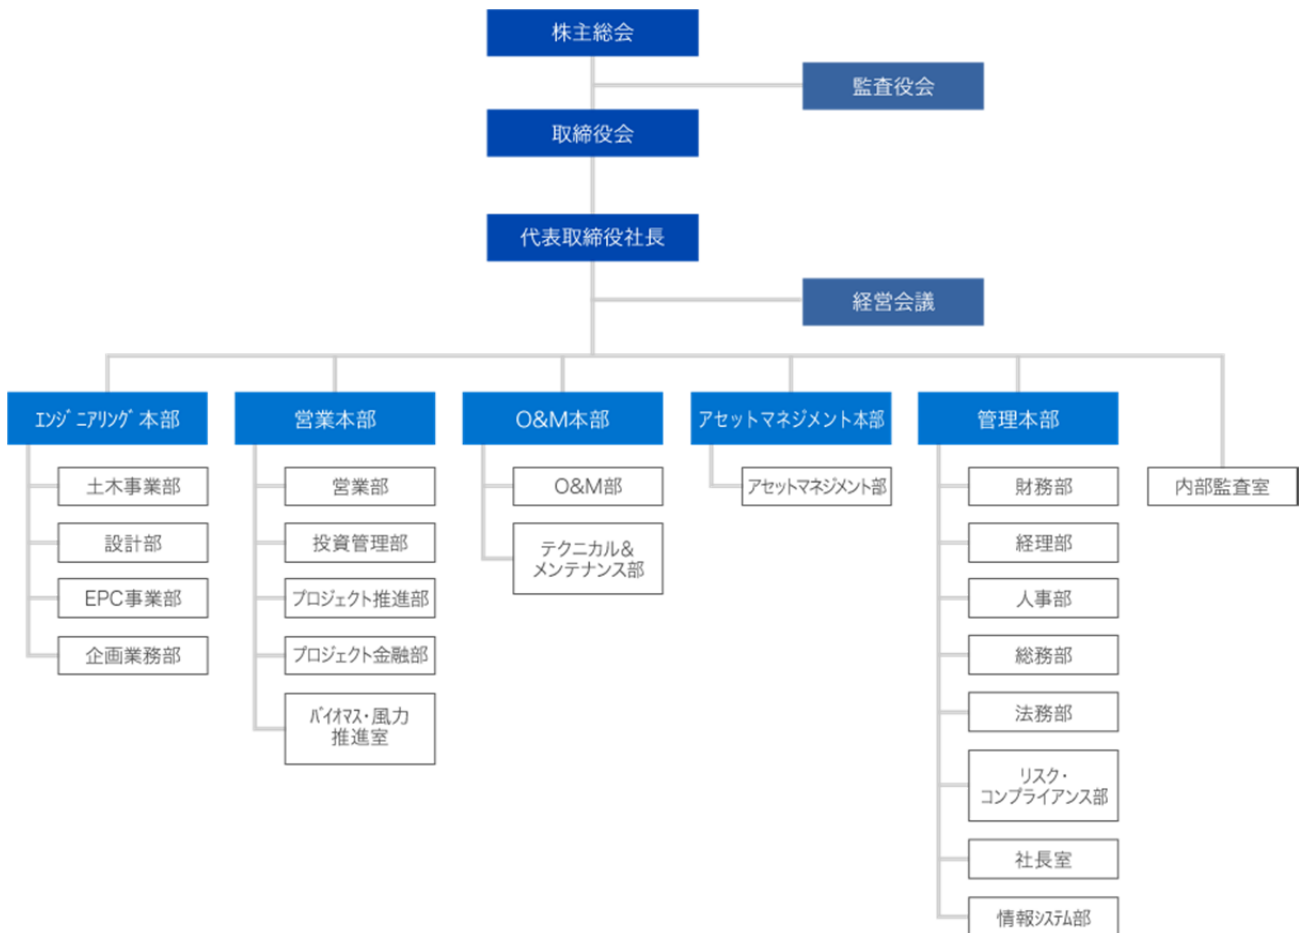 株主総会
監査役会
取締役会
代表取締役社長
経営会議
ｴﾝｼﾞﾆｱﾘﾝｸﾞ本部
土木事業部
設計部
EPC事業部
企画業務部
営業本部
営業部
投資管理部
プロジェクト推進部
プロジェクト金融部
ﾊﾞｲｵﾏｽ・風力
推進室
O&M本部
O&M部
テクニカル＆
メンテナンス部
アセットマネジメント本部
アセットマネジメント部
管理本部
財務部
経理部
人事部
総務部
法務部
リスク・
コンプライアンス部
社長室
情報ｼｽﾃﾑ部
内部監査室